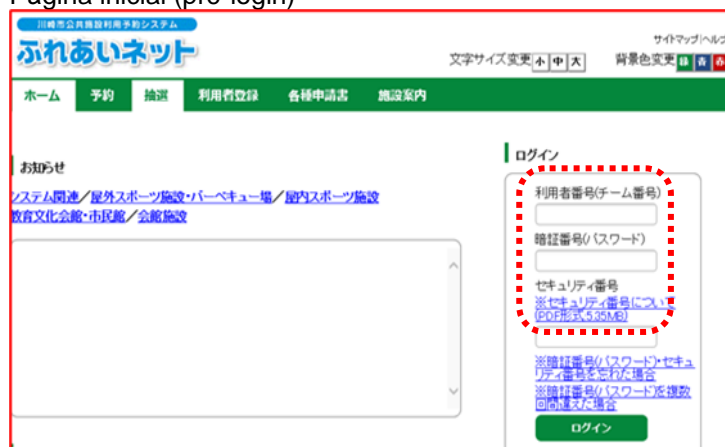 Página inicial (pré-login)
川崎市公共施設利用予約システム
ふれあいネット
サイトマップ|ヘルプ
文字サイズ変更 小 中 大
背景色変更 緑 青 赤
ホーム 予約 抽選 利用者登録 各種申請書 施設案内
お知らせ
システム関連／屋外スポーツ施設・バーベキュー場／屋内スポーツ施設
教育文化会館・市民館／会館施設
ログイン
利用者番号(チーム番号)
暗証番号(パスワード)
セキュリティ番号
※セキュリティ番号について
(PDF形式 5.35MB)
※暗証番号(パスワード)・セキュ
リティ番号を忘れた場合
※暗証番号(パスワード)を複数
回間違えた場合
ログイン